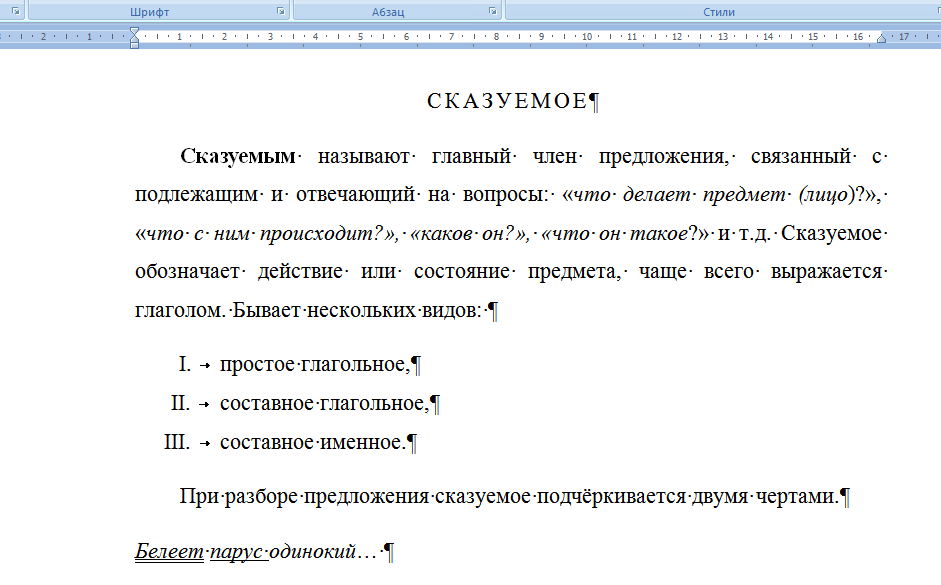 Шрифт Абзац Стили
2 1 1 2 3 4 5 6 7 8 9 10 11 12 13 14 15 16 17
СКАЗУЕМОЕ¶
Сказуемым· называют· главный· член· предложения,· связанный· с·
подлежащим· и· отвечающий· на· вопросы:· «что· делает· предмет· (лицо)?»,·
«что· с· ним· происходит?»,· «каков· он?»,· «что· он· такое?»· и· т.д.· Сказуемое·
обозначает· действие· или· состояние· предмета,· чаще· всего· выражается·
глаголом.·Бывает·нескольких·видов:·¶
I. → простое·глагольное,¶
II. → составное·глагольное,¶
III. → составное·именное.¶
При·разборе·предложения·сказуемое·подчёркивается·двумя·чертами.¶
Белеет·парус·одинокий…·¶